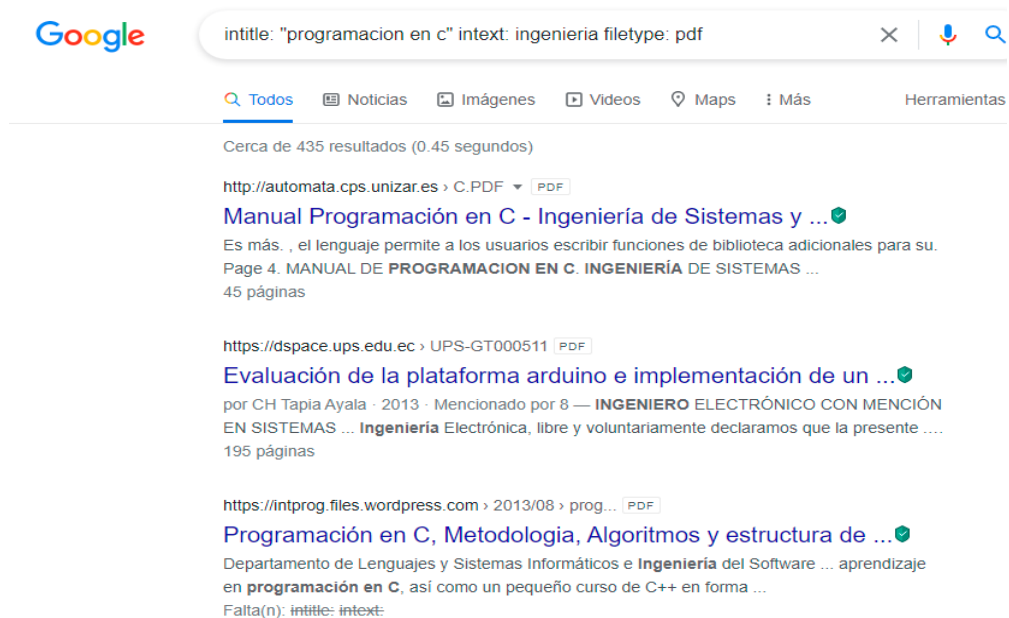 Google
intitle: "programacion en c" intext: ingenieria filetype: pdf
Todos Noticias Imágenes Videos Maps Más Herramientas
Cerca de 435 resultados (0.45 segundos)
http://automata.cps.unizar.es › C.PDF PDF
Manual Programación en C - Ingeniería de Sistemas y ...
Es más. , el lenguaje permite a los usuarios escribir funciones de biblioteca adicionales para su.
Page 4. MANUAL DE PROGRAMACION EN C. INGENIERÍA DE SISTEMAS ...
45 páginas
https://dspace.ups.edu.ec › UPS-GT000511 PDF
Evaluación de la plataforma arduino e implementación de un ...
por CH Tapia Ayala · 2013 · Mencionado por 8 — INGENIERO ELECTRÓNICO CON MENCIÓN
EN SISTEMAS ... Ingeniería Electrónica, libre y voluntariamente declaramos que la presente ....
195 páginas
https://intprog.files.wordpress.com › 2013/08 › prog... PDF
Programación en C, Metodologia, Algoritmos y estructura de ...
Departamento de Lenguajes y Sistemas Informáticos e Ingeniería del Software ... aprendizaje
en programación en C, así como un pequeño curso de C++ en forma ...
Falta(n): intitle: intext: